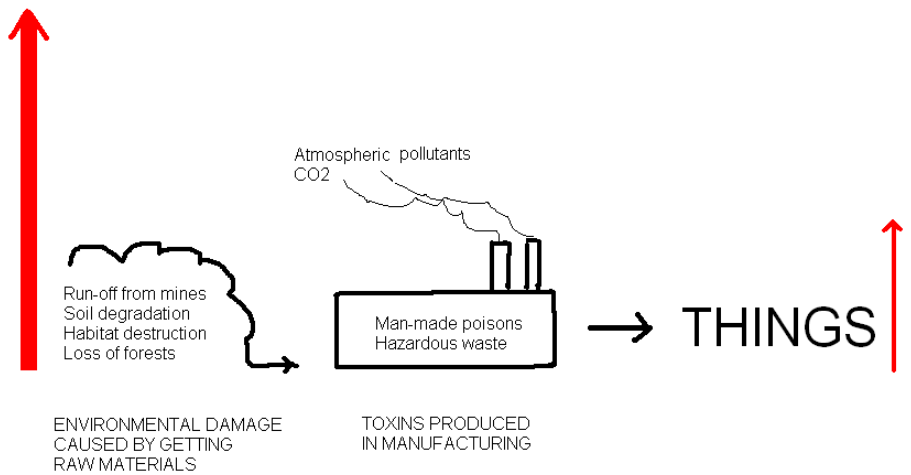 Atmospheric pollutants
CO2
Run-off from mines
Soil degradation
Habitat destruction
Loss of forests
Man-made poisons
Hazardous waste
THINGS
ENVIRONMENTAL DAMAGE
CAUSED BY GETTING
RAW MATERIALS
TOXINS PRODUCED
IN MANUFACTURING